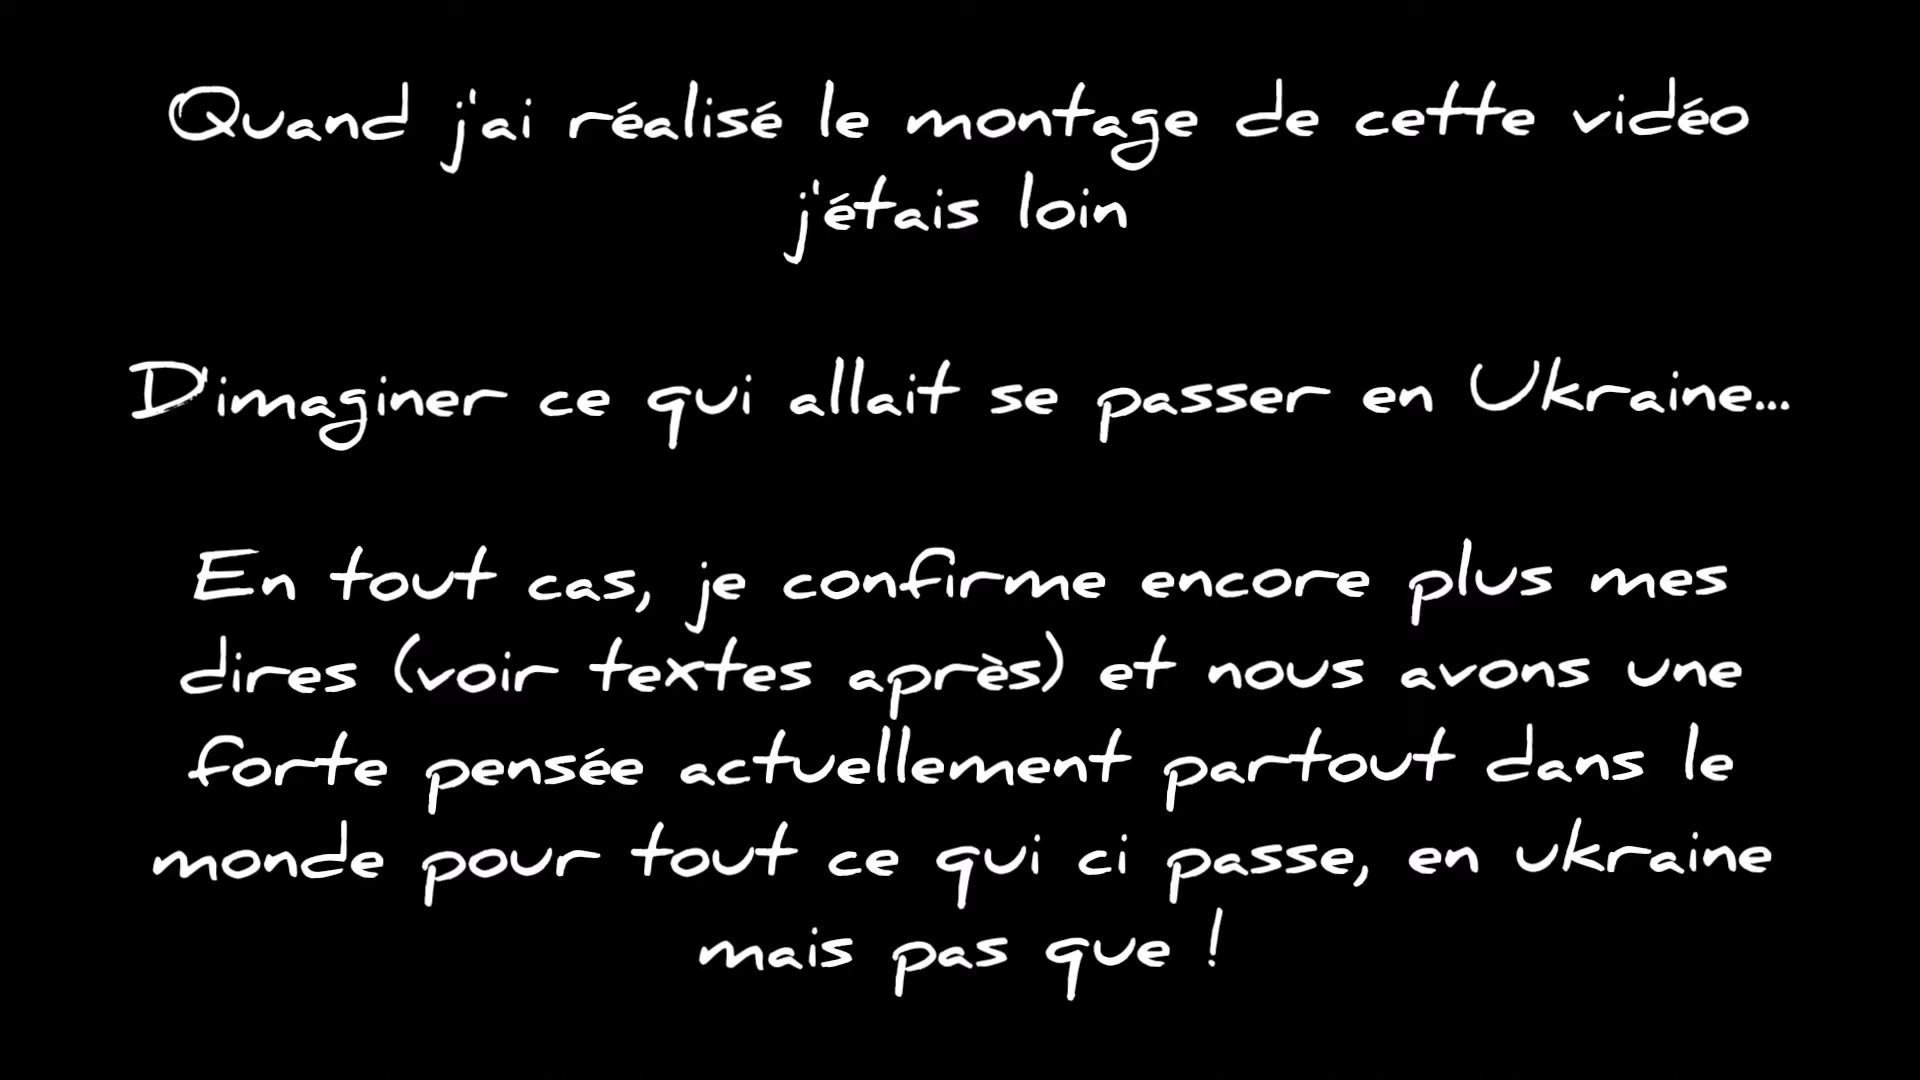 Quand j'ai réalisé le montage de cette vidéo
j'étais loin
D'imaginer ce qui allait se passer en Ukraine...
En tout cas, je confirme encore plus mes
dires (voir textes après) et nous avons une
forte pensée actuellement partout dans le
monde pour tout ce qui ci passe, en ukraine
mais pas que !